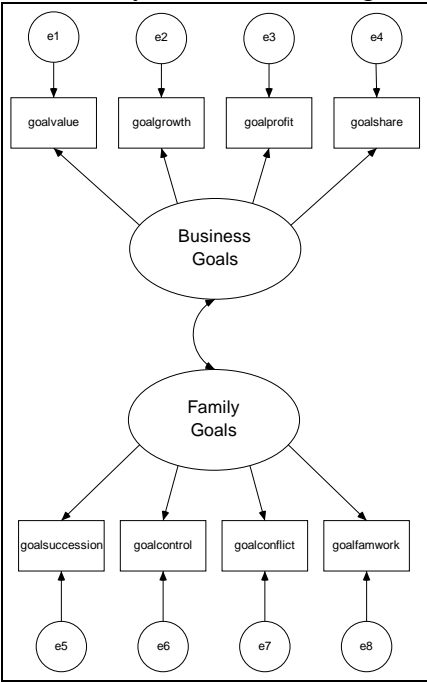 e1 e2 e3 e4
goalvalue goalgrowth goalprofit goalshare
Business
Goals
Family
Goals
goalsuccession goalcontrol goalconflict goalfamwork
e5 e6 e7 e8